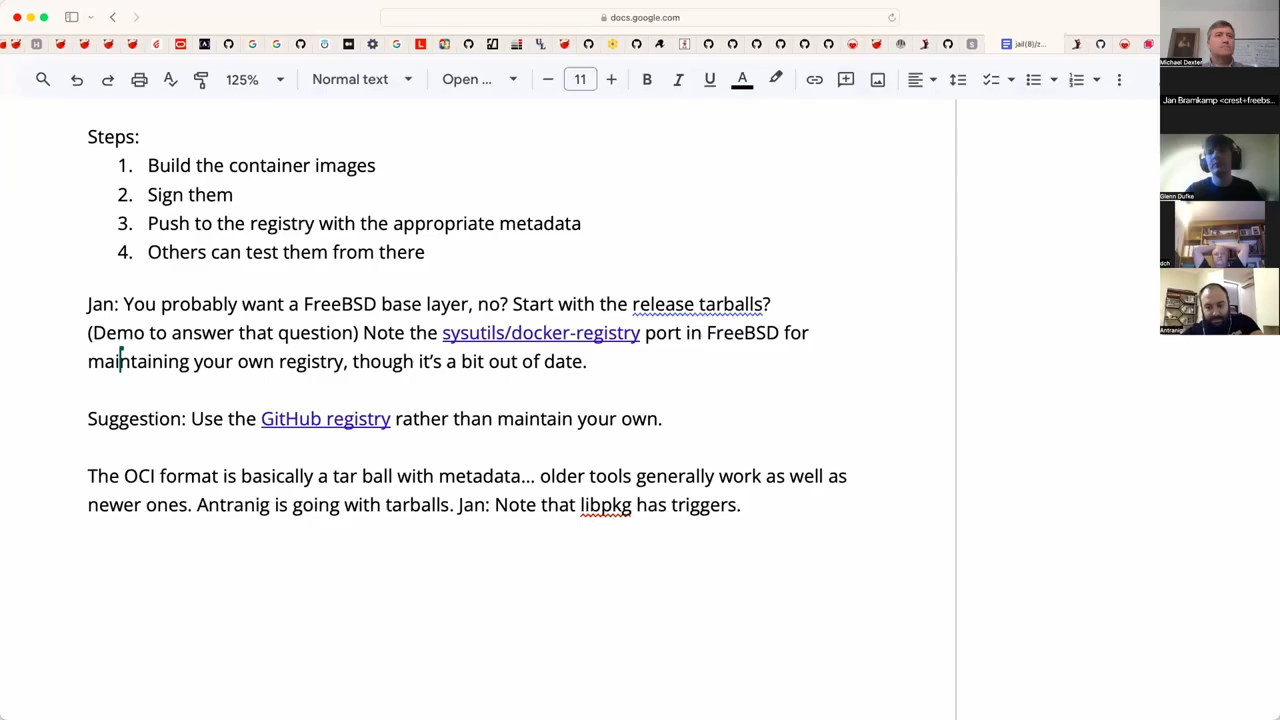 docs.google.com
jail(8)/z...
125%
Normal text
Open ...
11
B
I
U
A
Steps:
1. Build the container images
2. Sign them
3. Push to the registry with the appropriate metadata
4. Others can test them from there
Jan: You probably want a FreeBSD base layer, no? Start with the release tarballs?
(Demo to answer that question) Note the sysutils/docker-registry port in FreeBSD for
maintaining your own registry, though it's a bit out of date.
Suggestion: Use the GitHub registry rather than maintain your own.
The OCI format is basically a tar ball with metadata... older tools generally work as well as
newer ones. Antranig is going with tarballs. Jan: Note that libpkg has triggers.
Michael Dexter
Jan Bramkamp <crest+freebs...
Glenn Dufke
dch
Antranig